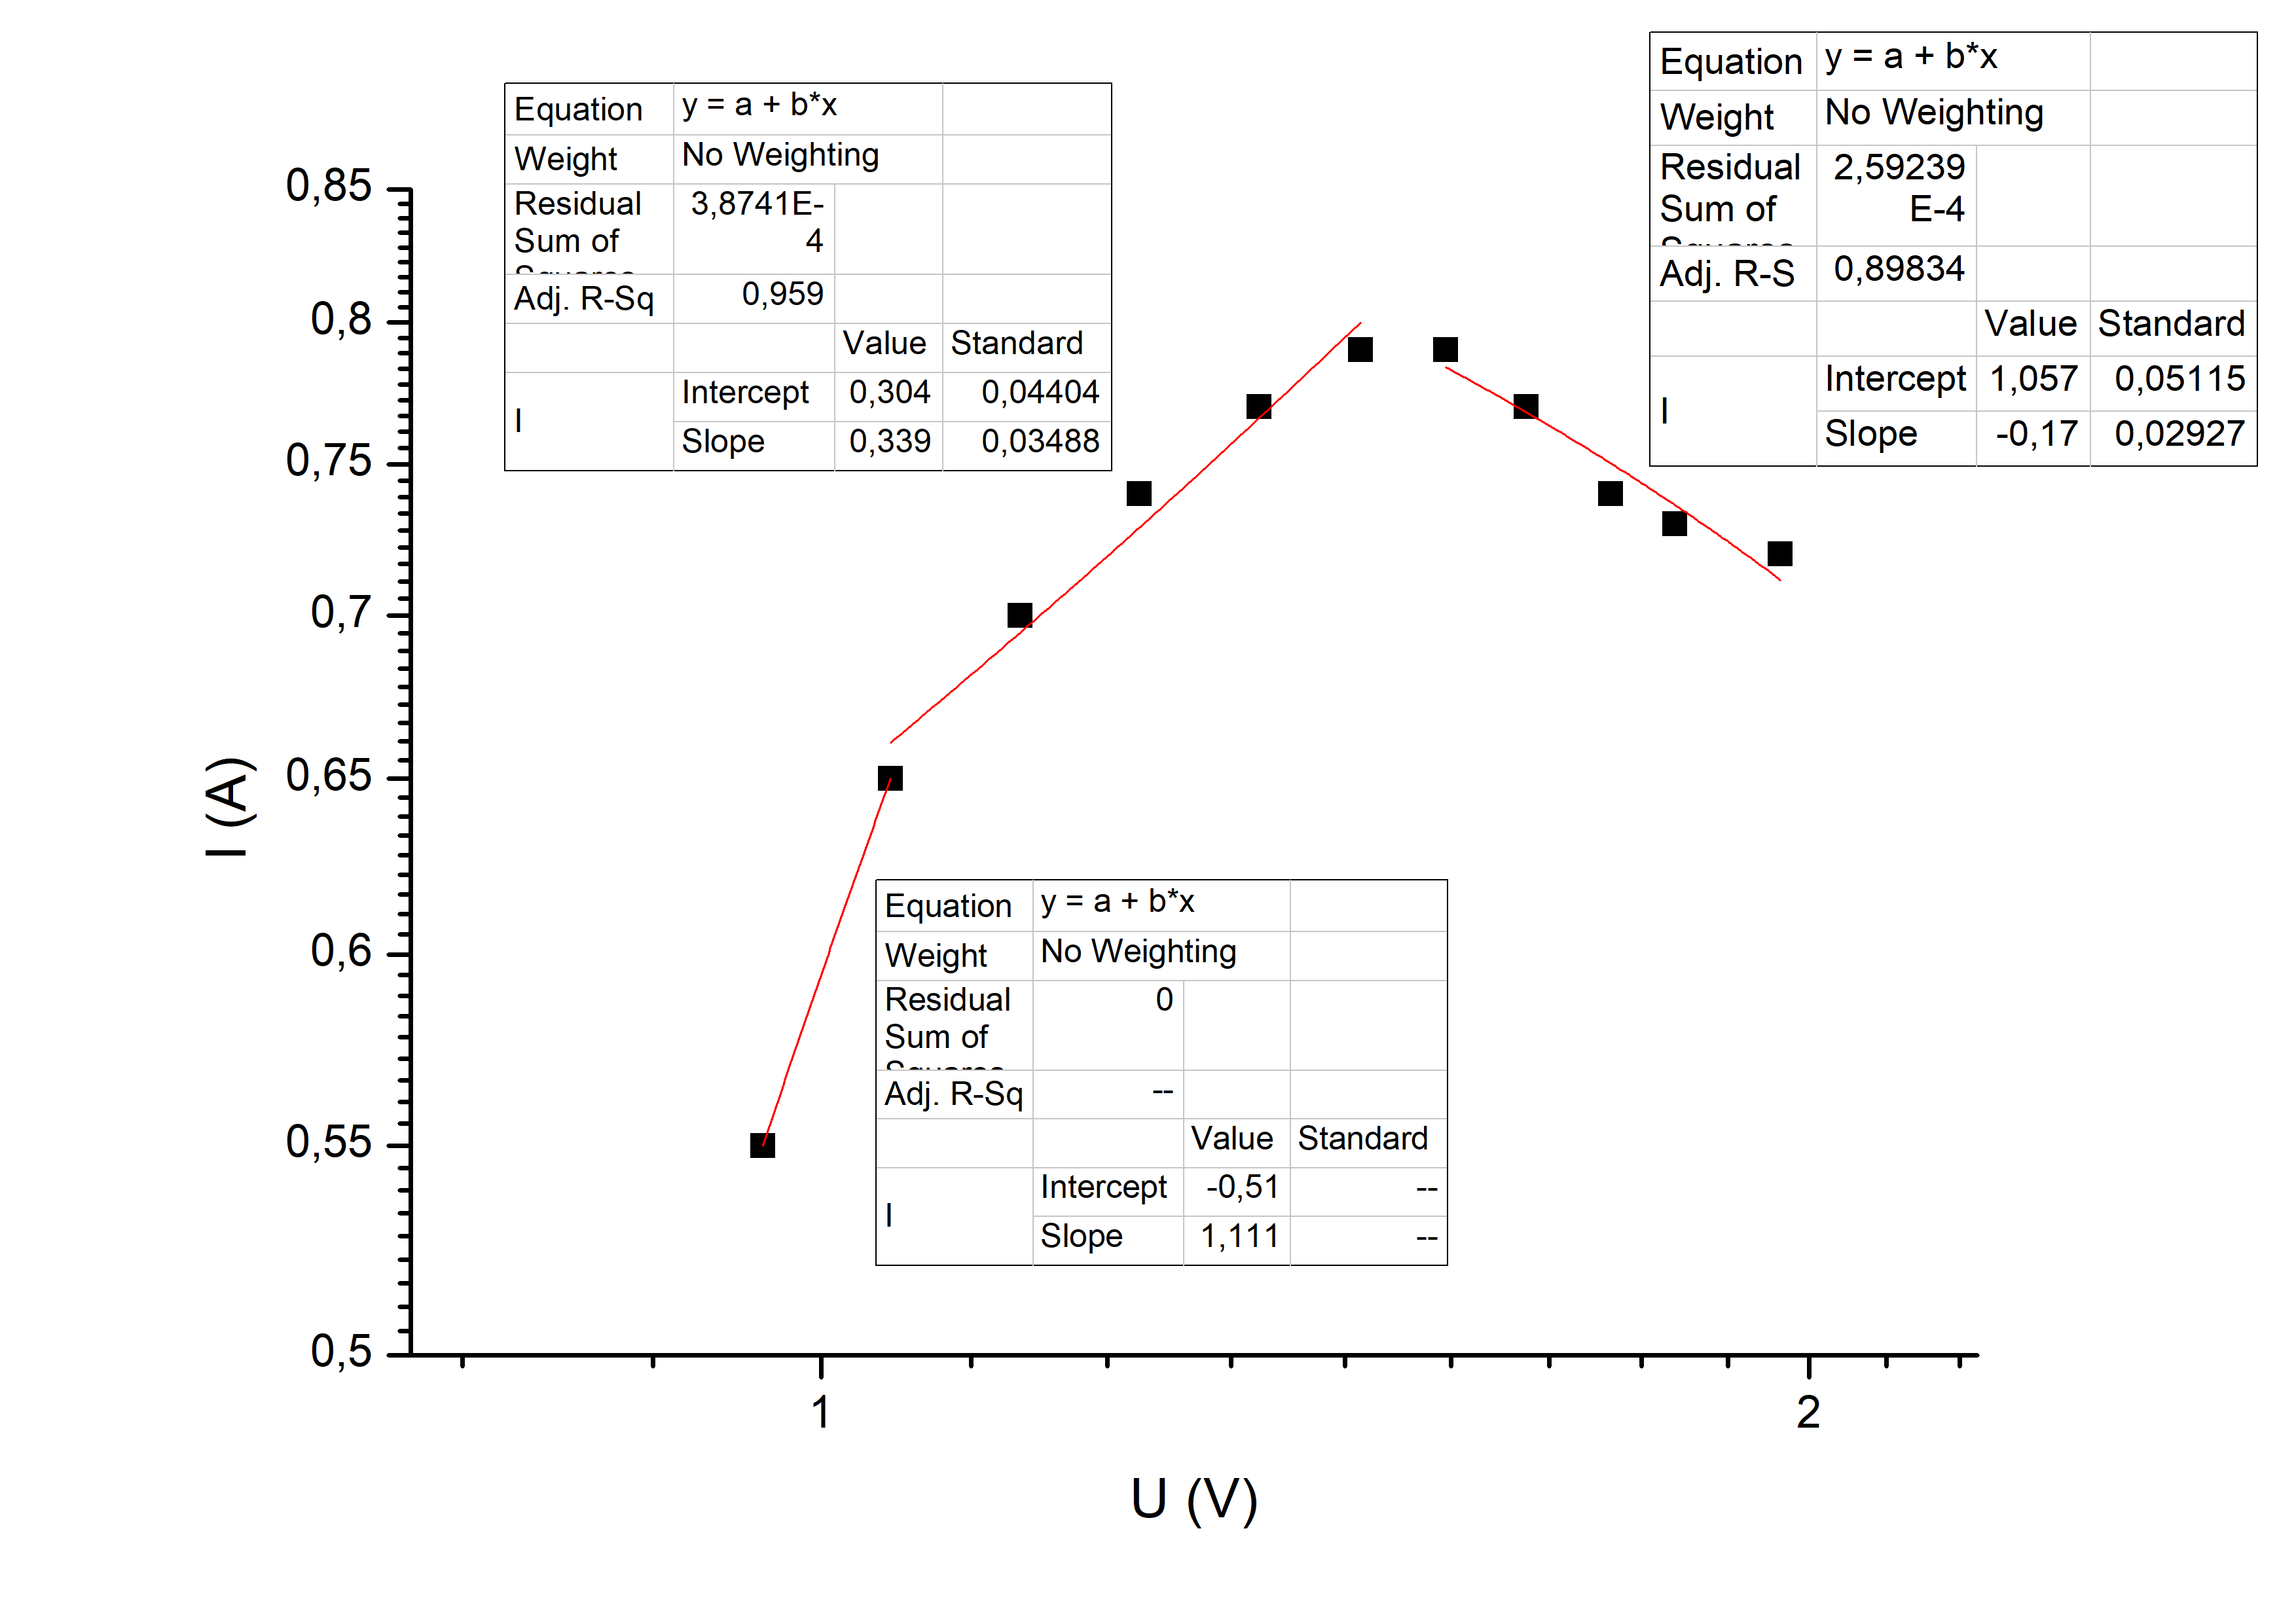 Equation y = a + b*x
Weight No Weighting
Residual 3,8741E-
Sum of 4
Squares
Adj. R-Sq 0,959
Value Standard
I Intercept 0,304 0,04404
Slope 0,339 0,03488
Equation y = a + b*x
Weight No Weighting
Residual 2,59239
Sum of E-4
Squares
Adj. R-S 0,89834
Value Standard
I Intercept 1,057 0,05115
Slope -0,17 0,02927
0,85
0,8
0,75
0,7
0,65
0,6
0,55
0,5
I (A)
Equation y = a + b*x
Weight No Weighting
Residual 0
Sum of
Squares
Adj. R-Sq --
Value Standard
I Intercept -0,51 --
Slope 1,111 --
1 2
U (V)